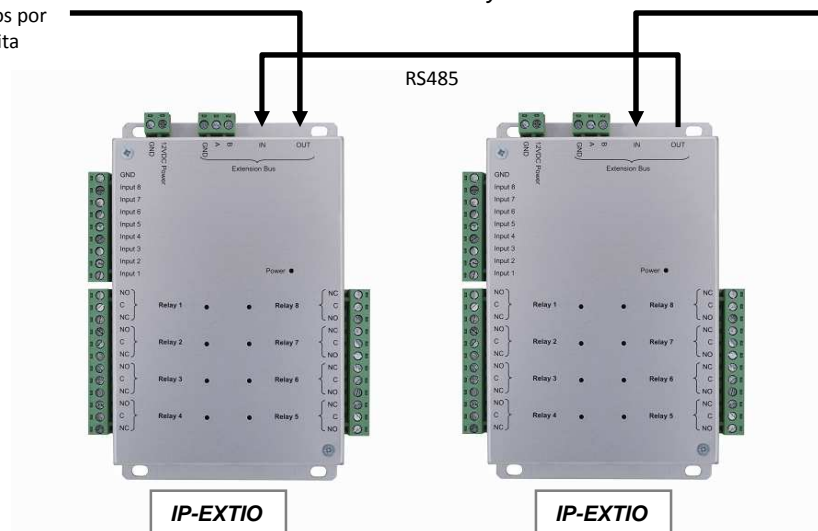 os por
ita
RS485
GND
12VDC Power
GND
A
B
IN
OUT
Extension Bus
GND
Input 8
Input 7
Input 6
Input 5
Input 4
Input 3
Input 2
Input 1
Power
NO
C
NC
Relay 1
Relay 8
NC
C
NO
NO
C
NC
Relay 2
Relay 7
NC
C
NO
NO
C
NC
Relay 3
Relay 6
NC
C
NO
NO
C
NC
Relay 4
Relay 5
NC
C
NO
IP-EXTIO
GND
12VDC Power
GND
A
B
IN
OUT
Extension Bus
GND
Input 8
Input 7
Input 6
Input 5
Input 4
Input 3
Input 2
Input 1
Power
NO
C
NC
Relay 1
Relay 8
NC
C
NO
NO
C
NC
Relay 2
Relay 7
NC
C
NO
NO
C
NC
Relay 3
Relay 6
NC
C
NO
NO
C
NC
Relay 4
Relay 5
NC
C
NO
IP-EXTIO